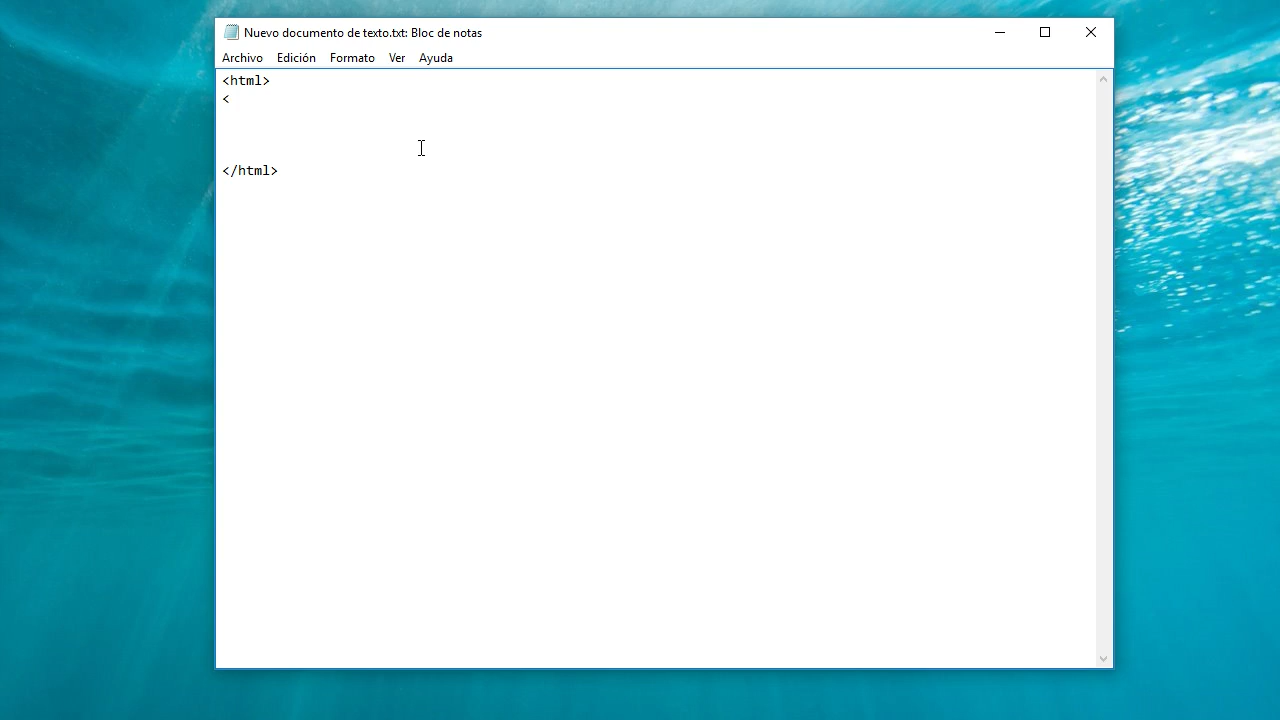 Nuevo documento de texto.txt: Bloc de notas
Archivo Edición Formato Ver Ayuda
<html>
<
</html>